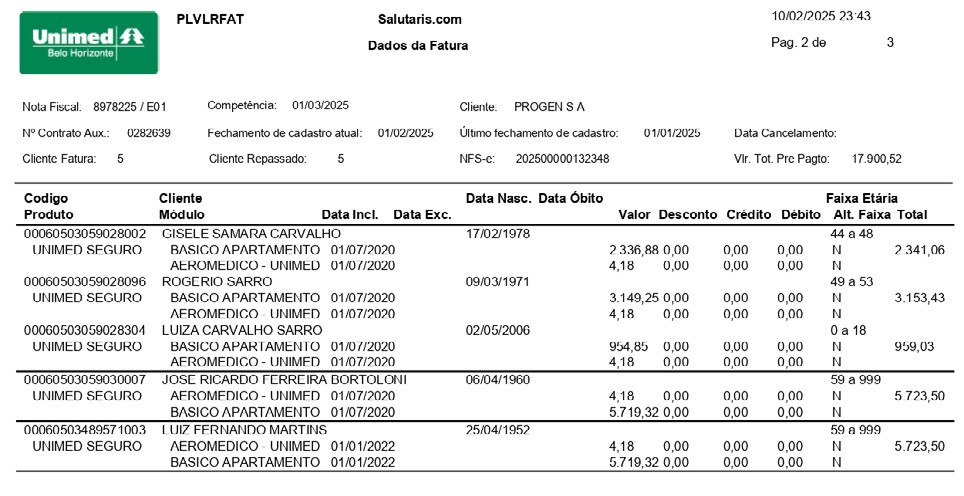 Unimed
Belo Horizonte
PLVLRFAT
Salutaris.com
10/02/2025 23:43
Dados da Fatura
Pag. 2 de 3
Nota Fiscal: 8978225 / E01 Competência: 01/03/2025 Cliente: PROGEN S A
Nº Contrato Aux.: 0282639 Fechamento de cadastro atual: 01/02/2025 Último fechamento de cadastro: 01/01/2025 Data Cancelamento:
Cliente Fatura: 5 Cliente Repassado: 5 NFS-e: 202500000132348 Vlr. Tot. Pre Pagto: 17.900,52
Codigo Cliente Data Nasc. Data Óbito Faixa Etária
Produto Módulo Data Incl. Data Exc. Valor Desconto Crédito Débito Alt. Faixa Total
00060503059028002 GISELE SAMARA CARVALHO 17/02/1978 44 a 48
UNIMED SEGURO BASICO APARTAMENTO 01/07/2020 2.336,88 0,00 0,00 0,00 N 2.341,06
AEROMEDICO - UNIMED 01/07/2020 4,18 0,00 0,00 0,00 N
00060503059028096 ROGERIO SARRO 09/03/1971 49 a 53
UNIMED SEGURO BASICO APARTAMENTO 01/07/2020 3.149,25 0,00 0,00 0,00 N 3.153,43
AEROMEDICO - UNIMED 01/07/2020 4,18 0,00 0,00 0,00 N
00060503059028304 LUIZA CARVALHO SARRO 02/05/2006 0 a 18
UNIMED SEGURO BASICO APARTAMENTO 01/07/2020 954,85 0,00 0,00 0,00 N 959,03
AEROMEDICO - UNIMED 01/07/2020 4,18 0,00 0,00 0,00 N
00060503059030007 JOSE RICARDO FERREIRA BORTOLONI 06/04/1960 59 a 999
UNIMED SEGURO AEROMEDICO - UNIMED 01/07/2020 4,18 0,00 0,00 0,00 N 5.723,50
BASICO APARTAMENTO 01/07/2020 5.719,32 0,00 0,00 0,00 N
00060503489571003 LUIZ FERNANDO MARTINS 25/04/1952 59 a 999
UNIMED SEGURO AEROMEDICO - UNIMED 01/01/2022 4,18 0,00 0,00 0,00 N 5.723,50
BASICO APARTAMENTO 01/01/2022 5.719,32 0,00 0,00 0,00 N